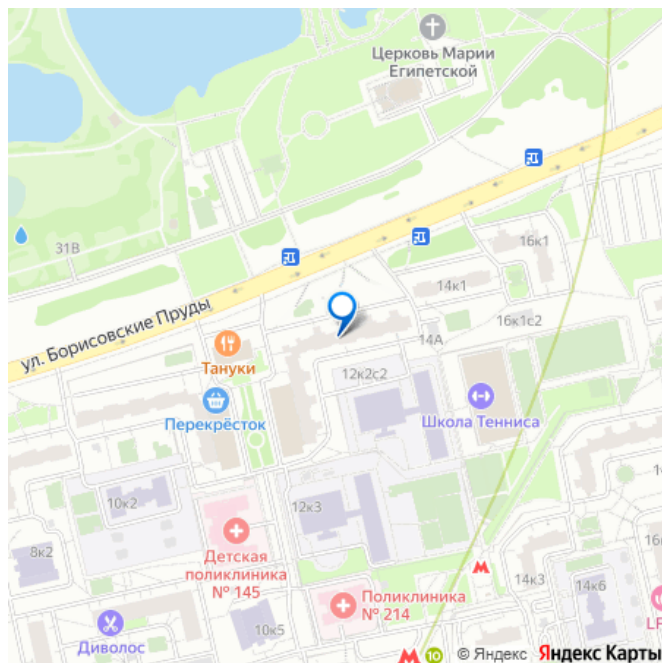 Церковь Марии
Египетской
31В
16к1
14к1
ул. Борисовские Пруды
16к1с2
14А
Тануки
12к2с2
Перекрёсток
Школа Тенниса
10к2
12к3
Детская
поликлиника
№ 145
8к2
14к3
14к6
Поликлиника
№ 214
Диволос
10к5
10
© Яндекс Яндекс Карты